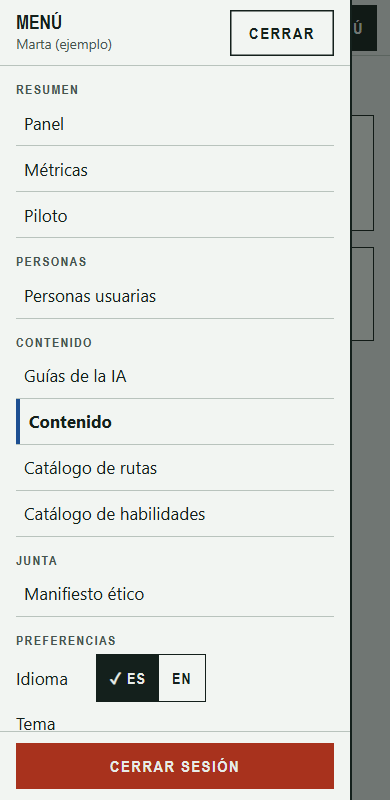 MENÚ
Marta (ejemplo)
CERRAR
RESUMEN
Panel
Métricas
Piloto
PERSONAS
Personas usuarias
CONTENIDO
Guías de la IA
Contenido
Catálogo de rutas
Catálogo de habilidades
JUNTA
Manifiesto ético
PREFERENCIAS
Idioma
✓ ES
EN
Tema
CERRAR SESIÓN